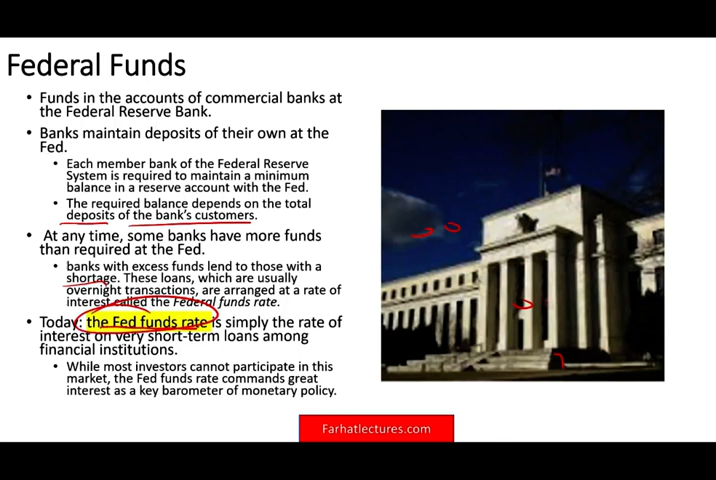 Federal Funds
• Funds in the accounts of commercial banks at
the Federal Reserve Bank.
• Banks maintain deposits of their own at the
Fed.
• Each member bank of the Federal Reserve
System is required to maintain a minimum
balance in a reserve account with the Fed.
• The required balance depends on the total
deposits of the bank's customers.
• At any time, some banks have more funds
than required at the Fed.
• banks with excess funds lend to those with a
shortage. These loans, which are usually
overnight transactions, are arranged at a rate of
interest called the Federal funds rate.
• Today: the Fed funds rate is simply the rate of
interest on very short-term loans among
financial institutions.
• While most investors cannot participate in this
market, the Fed funds rate commands great
interest as a key barometer of monetary policy.
Farhatlectures.com